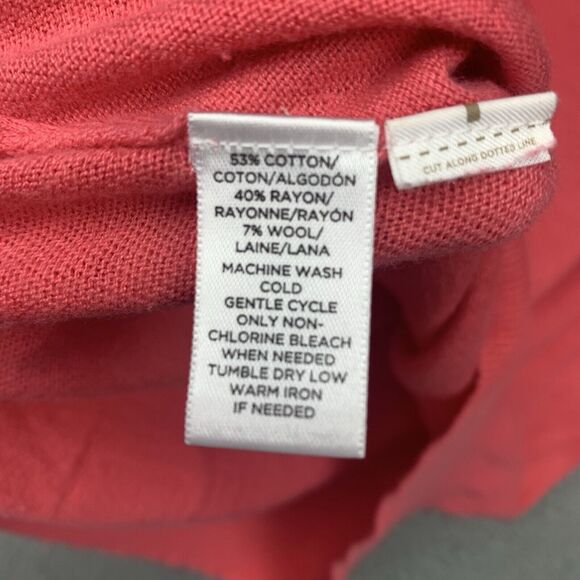 53% COTTON/
COTON/ALGODÓN
40% RAYON/
RAYONNE/RAYÓN
7% WOOL/
LAINE/LANA
MACHINE WASH
COLD
GENTLE CYCLE
ONLY NON-
CHLORINE BLEACH
WHEN NEEDED
TUMBLE DRY LOW
WARM IRON
IF NEEDED
CUT ALONG DOTTED LINE